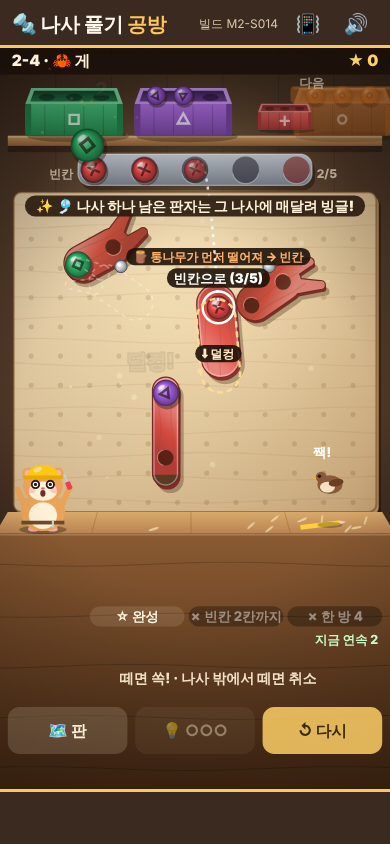 🔩 나사 풀기 공방
빌드 M2-S014
2-4 · 🦀 게
★ 0
다음
빈칸
2/5
✨ 🎐 나사 하나 남은 판자는 그 나사에 매달려 빙글!
🪵 통나무가 먼저 떨어져 → 빈칸
빈칸으로 (3/5)
⬇덜컹
덜컹!
짹!
☆ 완성
× 빈칸 2칸까지
× 한 방 4
지금 연속 2
떼면 쏙! · 나사 밖에서 떼면 취소
🗺️ 판
💡 ○○○
↺ 다시